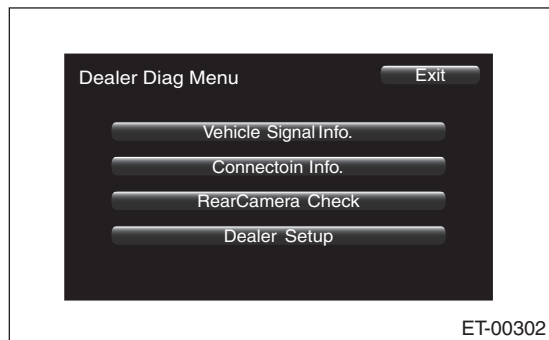 Dealer Diag Menu
Exit
Vehicle Signal Info.
Connectoin Info.
RearCamera Check
Dealer Setup
ET-00302